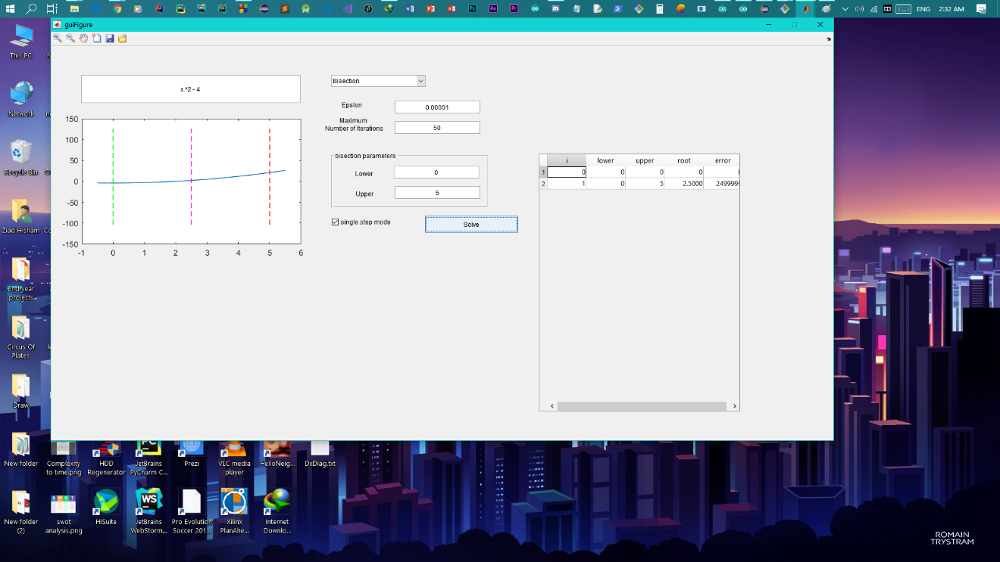 ENG
2:32 AM
guiFigure
This PC
Network
Recycle Bin
Ziad Hisham
2nd year
projects
Circus Of
Plates
Draw
New folder
New folder
(2)
x.^2 - 4
150
100
50
0
-50
-100
-150
-1
0
1
2
3
4
5
6
Bisection
Epslon
0.00001
Maximum
Number of Iterations
50
bisection parameters
Lower
0
Upper
5
single step mode
Solve
i lower upper root error
1 0 0 0 0 0
2 1 0 5 2.5000 2499999
Complexity
to time.png
HDD
Regenerator
JetBrains
PyCharm C...
Prezi
VLC media
player
HelloNeig...
DxDiag.txt
swot
analysis.png
HiSuite
JetBrains
WebStorm...
Pro Evolution
Soccer 201...
Xilinx
PlanAhe...
Internet
Downlo...
ROMAIN
TRYSTRAM